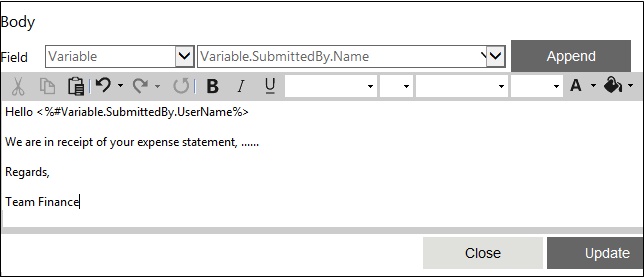 Body
Field Variable Variable.SubmittedBy.Name Append
B I U A
Hello <%#Variable.SubmittedBy.UserName%>
We are in receipt of your expense statement, ......
Regards,
Team Finance
Close Update